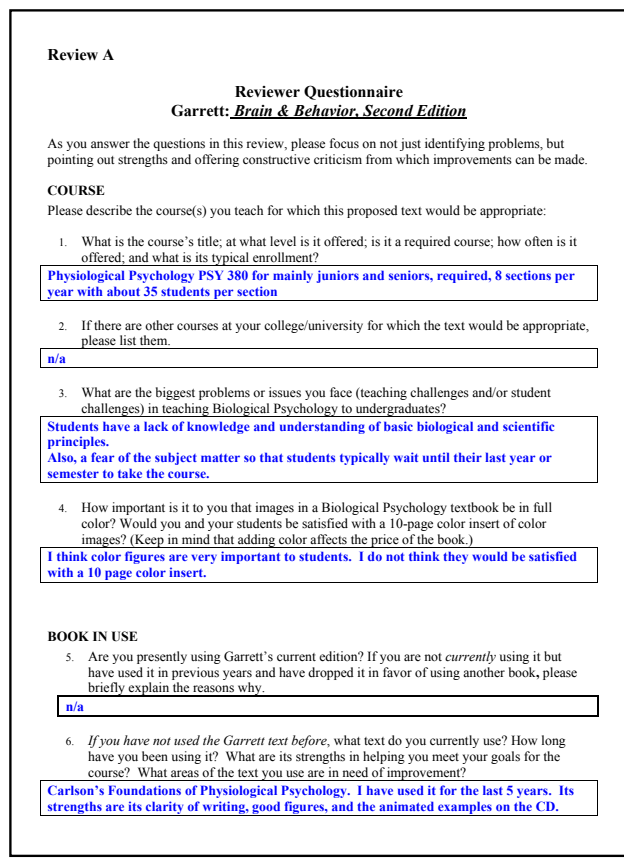 Review A
Reviewer Questionnaire
Garrett: Brain & Behavior, Second Edition
As you answer the questions in this review, please focus on not just identifying problems, but
pointing out strengths and offering constructive criticism from which improvements can be made.
COURSE
Please describe the course(s) you teach for which this proposed text would be appropriate:
1. What is the course's title; at what level is it offered; is it a required course; how often is it
offered; and what is its typical enrollment?
Physiological Psychology PSY 380 for mainly juniors and seniors, required, 8 sections per
year with about 35 students per section
2. If there are other courses at your college/university for which the text would be appropriate,
please list them.
n/a
3. What are the biggest problems or issues you face (teaching challenges and/or student
challenges) in teaching Biological Psychology to undergraduates?
Students have a lack of knowledge and understanding of basic biological and scientific
principles.
Also, a fear of the subject matter so that students typically wait until their last year or
semester to take the course.
4. How important is it to you that images in a Biological Psychology textbook be in full
color? Would you and your students be satisfied with a 10-page color insert of color
images? (Keep in mind that adding color affects the price of the book.)
I think color figures are very important to students. I do not think they would be satisfied
with a 10 page color insert.
BOOK IN USE
5. Are you presently using Garrett's current edition? If you are not currently using it but
have used it in previous years and have dropped it in favor of using another book, please
briefly explain the reasons why.
n/a
6. If you have not used the Garrett text before, what text do you currently use? How long
have you been using it? What are its strengths in helping you meet your goals for the
course? What areas of the text you use are in need of improvement?
Carlson's Foundations of Physiological Psychology. I have used it for the last 5 years. Its
strengths are its clarity of writing, good figures, and the animated examples on the CD.